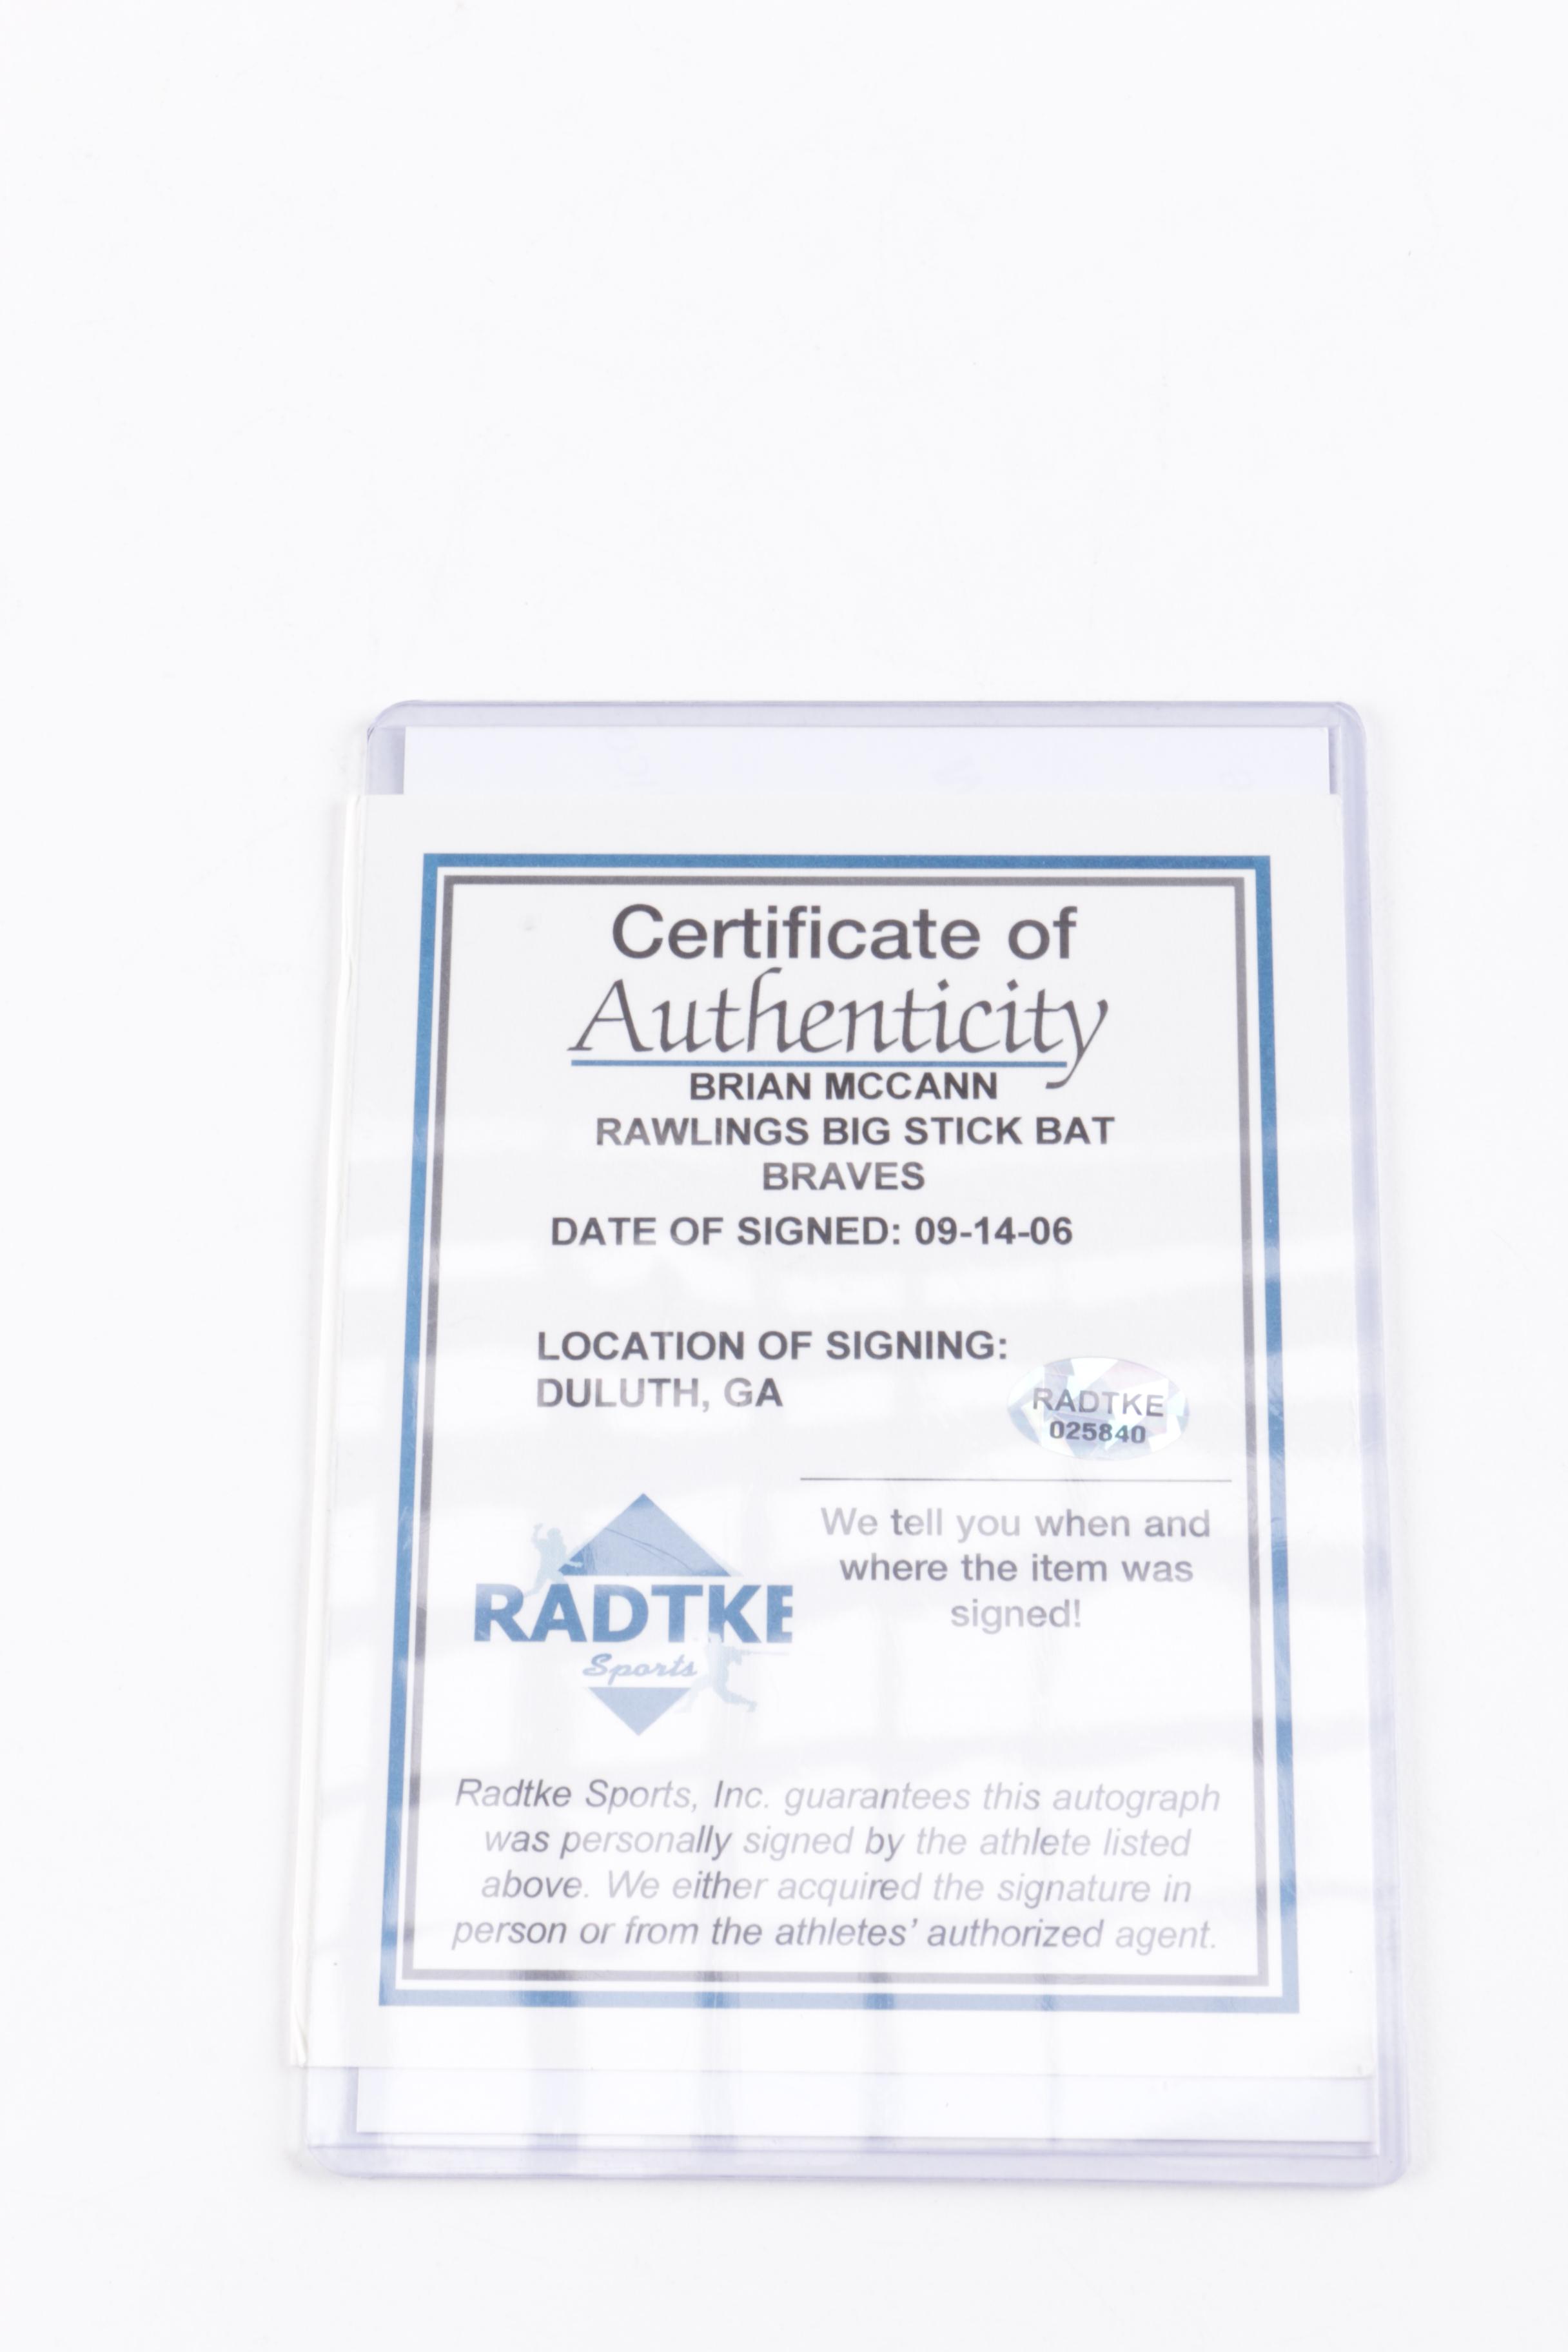 Certificate of
Authenticity
BRIAN MCCANN
RAWLINGS BIG STICK BAT
BRAVES
DATE OF SIGNED: 09-14-06
LOCATION OF SIGNING:
DULUTH, GA
RADTKE
025840
We tell you when and
where the item was
signed!
RADTKE
Sports
Radtke Sports, Inc. guarantees this autograph
was personally signed by the athlete listed
above. We either acquired the signature in
person or from the athletes' authorized agent.